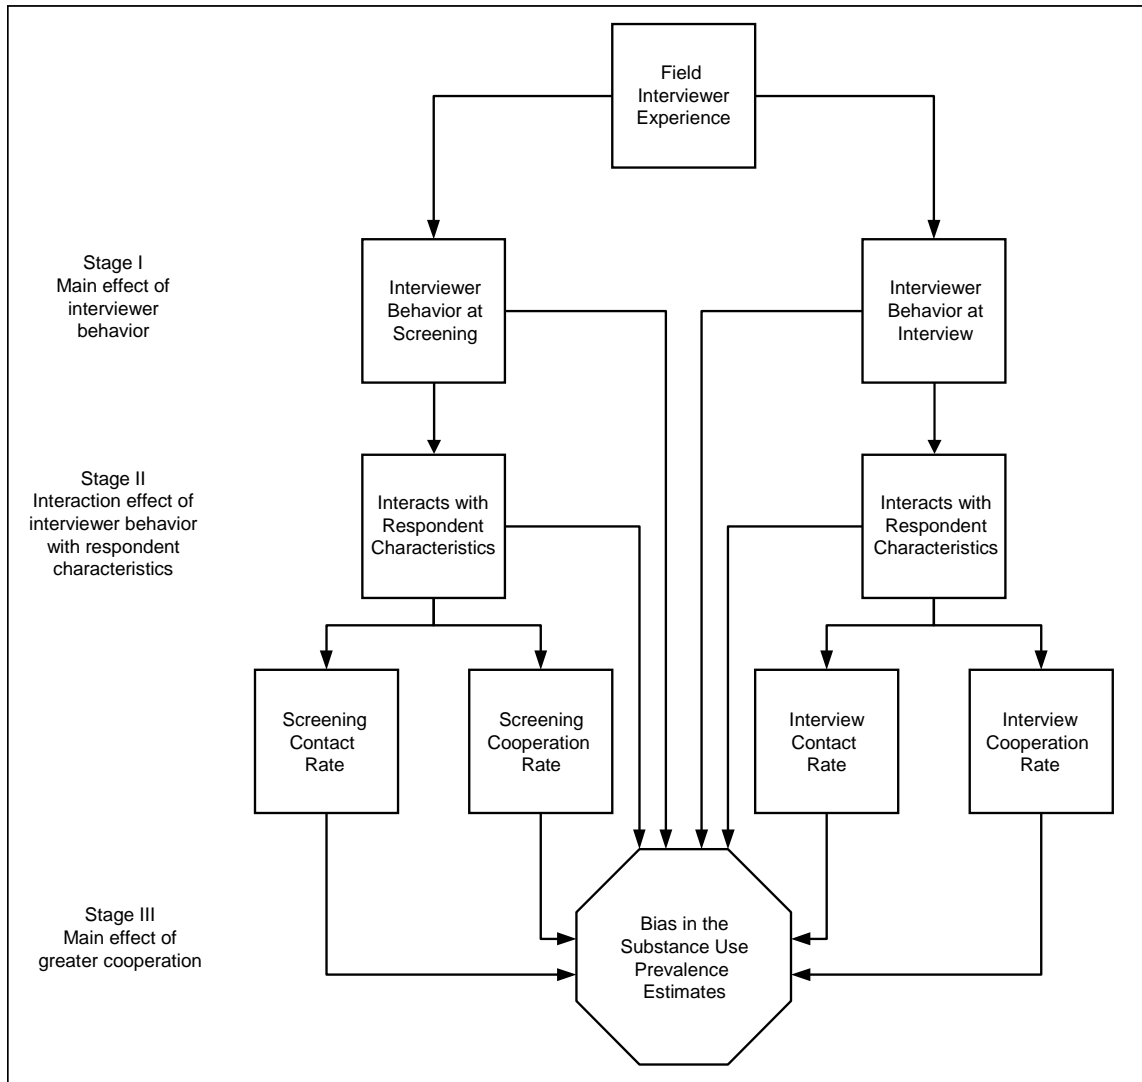 Field
Interviewer
Experience
Stage I
Main effect of
interviewer
behavior
Interviewer
Behavior at
Screening
Interviewer
Behavior at
Interview
Stage II
Interaction effect of
interviewer behavior
with respondent
characteristics
Interacts with
Respondent
Characteristics
Interacts with
Respondent
Characteristics
Screening
Contact
Rate
Screening
Cooperation
Rate
Interview
Contact
Rate
Interview
Cooperation
Rate
Stage III
Main effect of
greater cooperation
Bias in the
Substance Use
Prevalence
Estimates